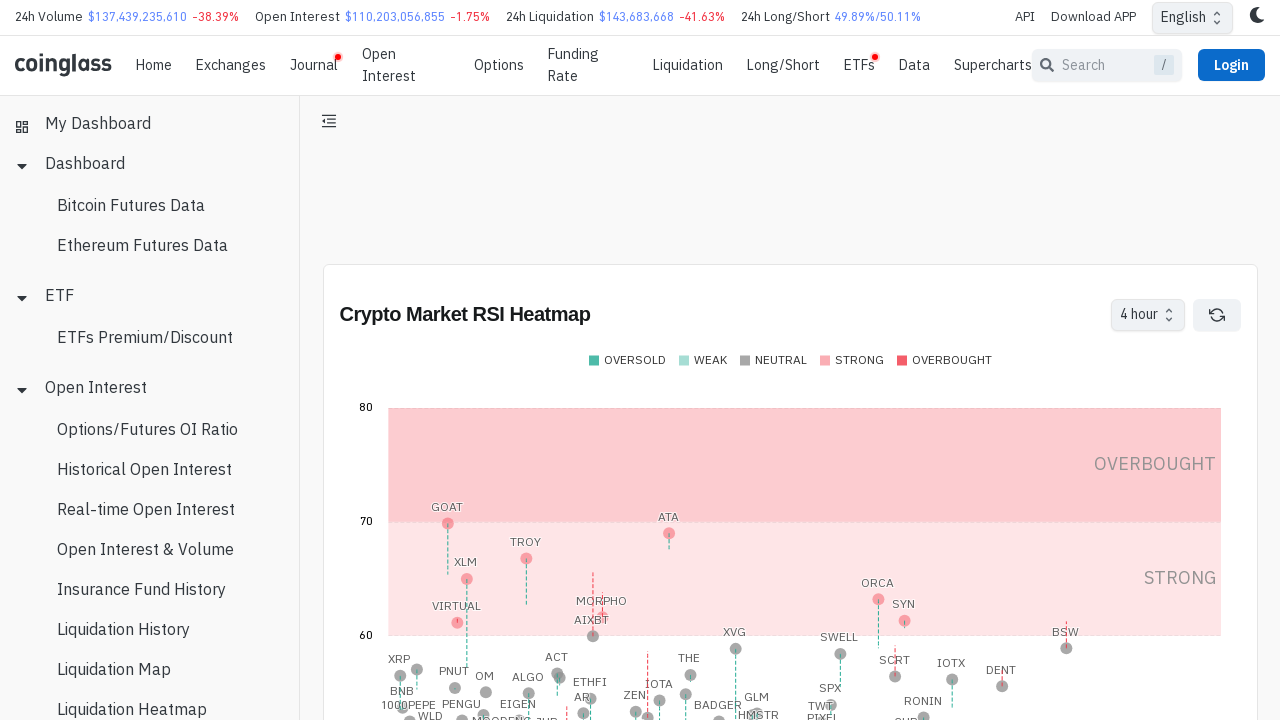 24h Volume $137,439,235,610 -38.39% Open Interest $110,203,056,855 -1.75% 24h Liquidation $143,683,668 -41.63% 24h Long/Short 49.89%/50.11% API Download APP English
coinglass Home Exchanges Journal Open Interest Options Funding Rate Liquidation Long/Short ETFs Data Supercharts Search / Login
My Dashboard
Dashboard
Bitcoin Futures Data
Ethereum Futures Data
ETF
ETFs Premium/Discount
Open Interest
Options/Futures OI Ratio
Historical Open Interest
Real-time Open Interest
Open Interest & Volume
Insurance Fund History
Liquidation History
Liquidation Map
Liquidation Heatmap
Crypto Market RSI Heatmap 4 hour
OVERSOLD WEAK NEUTRAL STRONG OVERBOUGHT
80
OVERBOUGHT
GOAT
ATA
70
TROY
XLM
STRONG
ORCA
MORPHO
VIRTUAL
SYN
AIXBT
60
XVG
BSW
SWELL
ACT
THE
XRP
SCRT
IOTX
PNUT
DENT
OM
ALGO
ETHFI
IOTA
SPX
BNB
ZEN
GLM
RONIN
1000PEPE
PENGU
EIGEN
BADGER
TWT
WLD
HMSTR
PIXEL